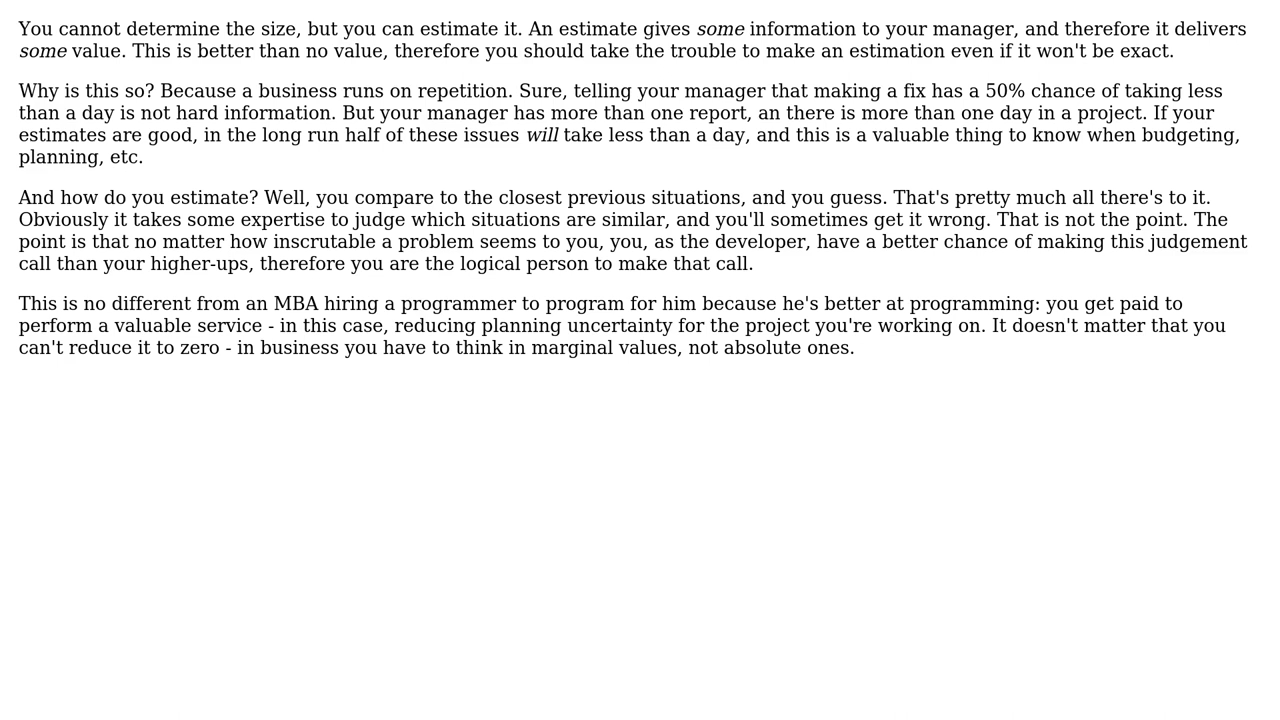 You cannot determine the size, but you can estimate it. An estimate gives some information to your manager, and therefore it delivers
some value. This is better than no value, therefore you should take the trouble to make an estimation even if it won't be exact.
Why is this so? Because a business runs on repetition. Sure, telling your manager that making a fix has a 50% chance of taking less
than a day is not hard information. But your manager has more than one report, an there is more than one day in a project. If your
estimates are good, in the long run half of these issues will take less than a day, and this is a valuable thing to know when budgeting,
planning, etc.
And how do you estimate? Well, you compare to the closest previous situations, and you guess. That's pretty much all there's to it.
Obviously it takes some expertise to judge which situations are similar, and you'll sometimes get it wrong. That is not the point. The
point is that no matter how inscrutable a problem seems to you, you, as the developer, have a better chance of making this judgement
call than your higher-ups, therefore you are the logical person to make that call.
This is no different from an MBA hiring a programmer to program for him because he's better at programming: you get paid to
perform a valuable service - in this case, reducing planning uncertainty for the project you're working on. It doesn't matter that you
can't reduce it to zero - in business you have to think in marginal values, not absolute ones.